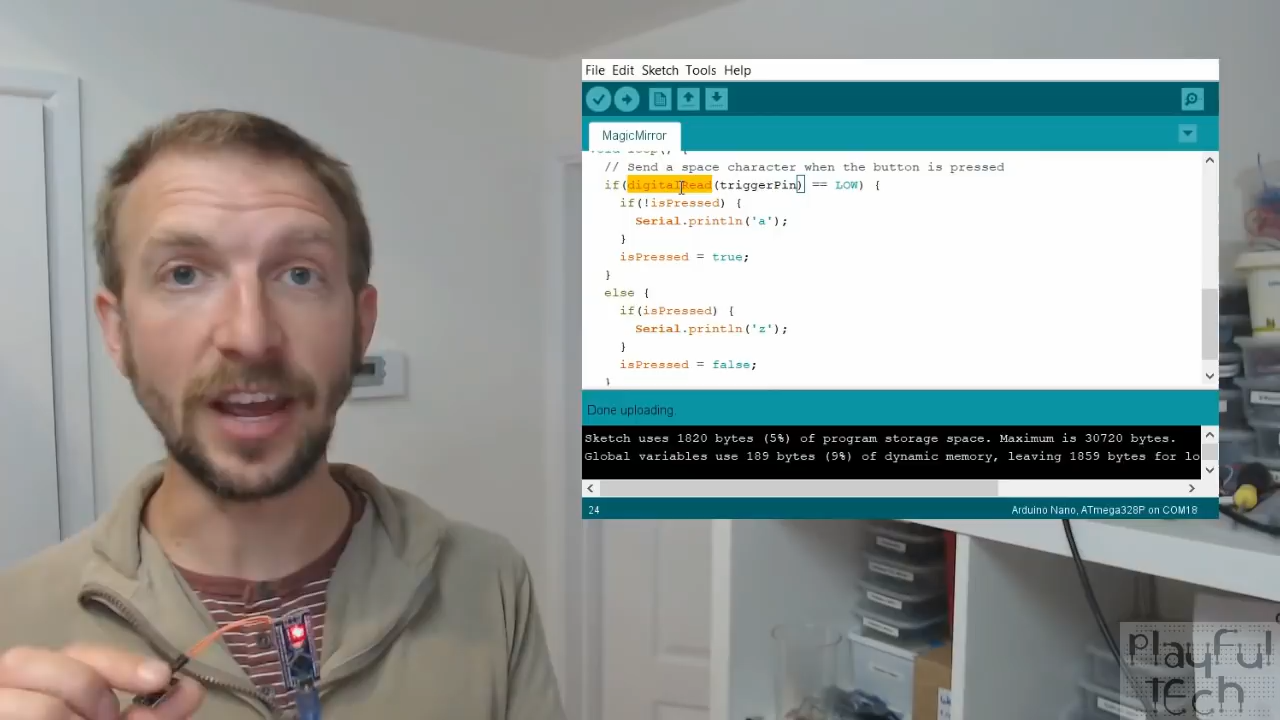 File Edit Sketch Tools Help
MagicMirror
void loop() {
// Send a space character when the button is pressed
if(digitalRead(triggerPin) == LOW) {
if(!isPressed) {
Serial.println('a');
}
isPressed = true;
}
else {
if(isPressed) {
Serial.println('z');
}
isPressed = false;
}
Done uploading.
Sketch uses 1820 bytes (5%) of program storage space. Maximum is 30720 bytes.
Global variables use 189 bytes (9%) of dynamic memory, leaving 1859 bytes for lo
24
Arduino Nano, ATmega328P on COM18
Playful
tech